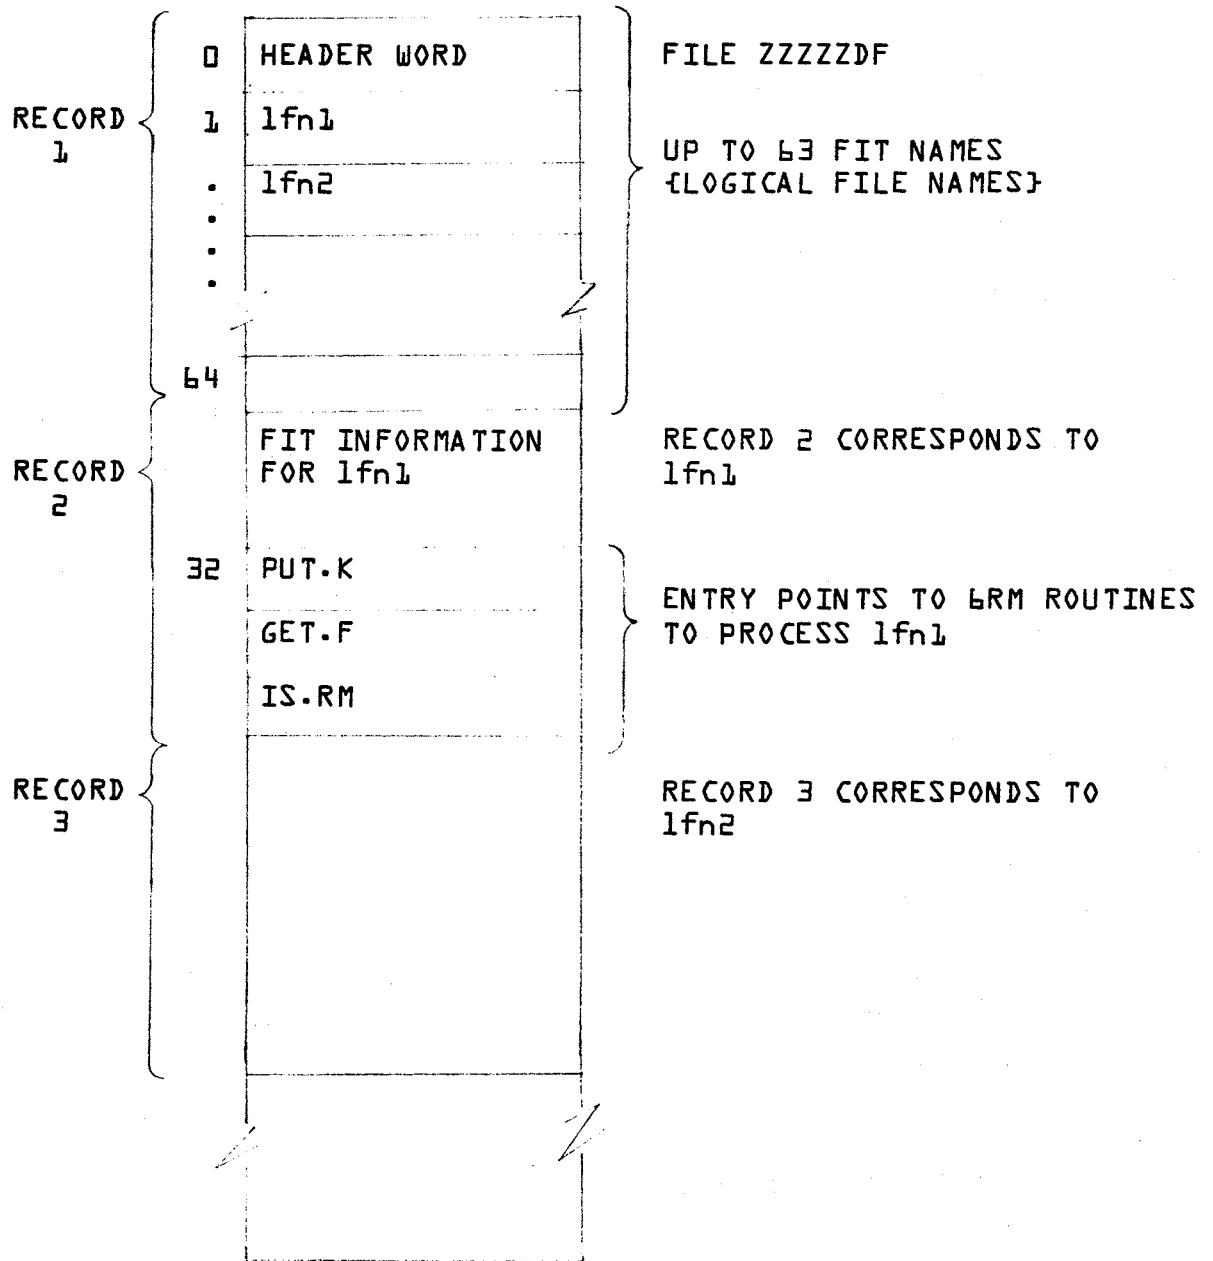 0 HEADER WORD FILE ZZZZZDF
RECORD 1 lfn1
1
UP TO 63 FIT NAMES
. lfn2 {LOGICAL FILE NAMES}
.
.
.
64
FIT INFORMATION RECORD 2 CORRESPONDS TO
RECORD FOR lfn1 lfn1
2
32 PUT.K
ENTRY POINTS TO 6RM ROUTINES
GET.F TO PROCESS lfn1
IS.RM
RECORD RECORD 3 CORRESPONDS TO
3 lfn2